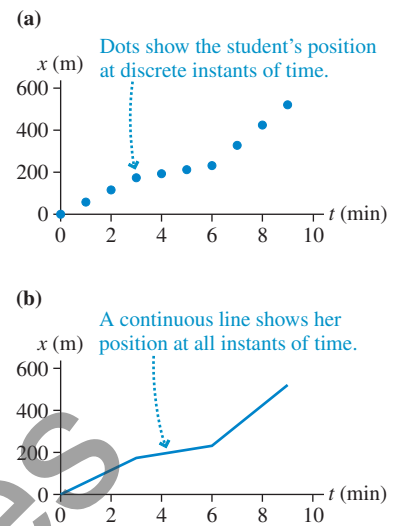 (a)
Dots show the student's position
at discrete instants of time.
x (m)
600
400
200
0
0 2 4 6 8 10
t (min)
(b)
A continuous line shows her
position at all instants of time.
x (m)
600
400
200
0
0 2 4 6 8 10
t (min)
es